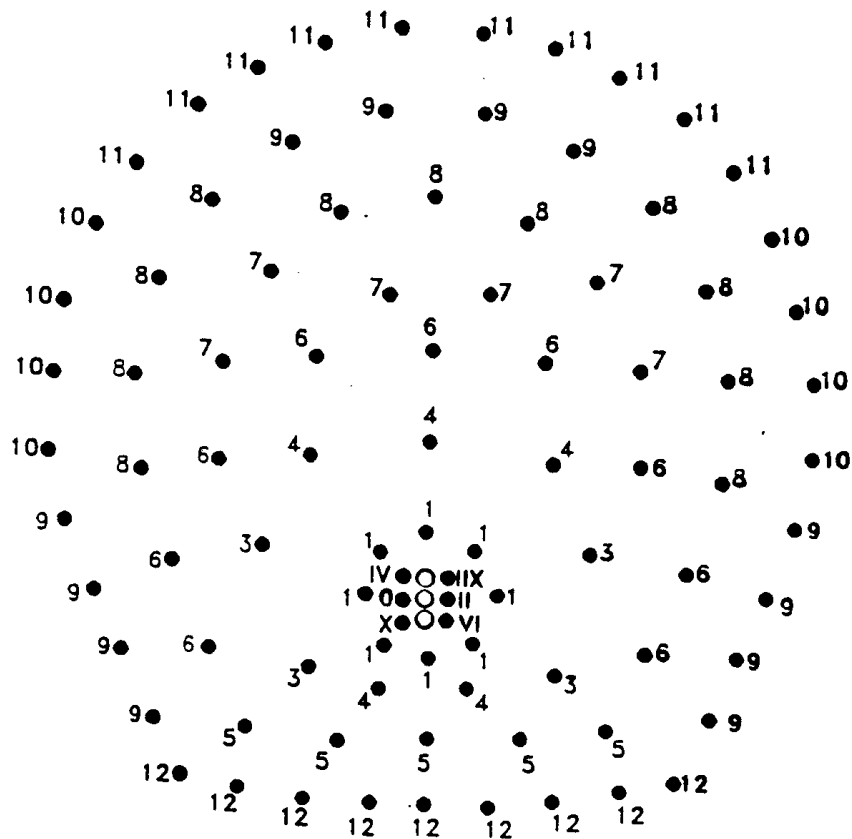 11 11
11 11
11 11
11 9 9 11
9 9
11 8 11
8 8 8 8
10 10
8 7 7 8
10 7 7 10
6
7 6 6 7
10 8 8 10
4
10 6 4 4 6 10
8 8
1
9 3 1 1 3 9
6 IV IIX 6
9 1 0 II 1 9
X VI
9 6 1 1 6 9
3 1 3
4 4
9 5 9
5 5 5 5
12 12
12 12
12 12 12 12 12